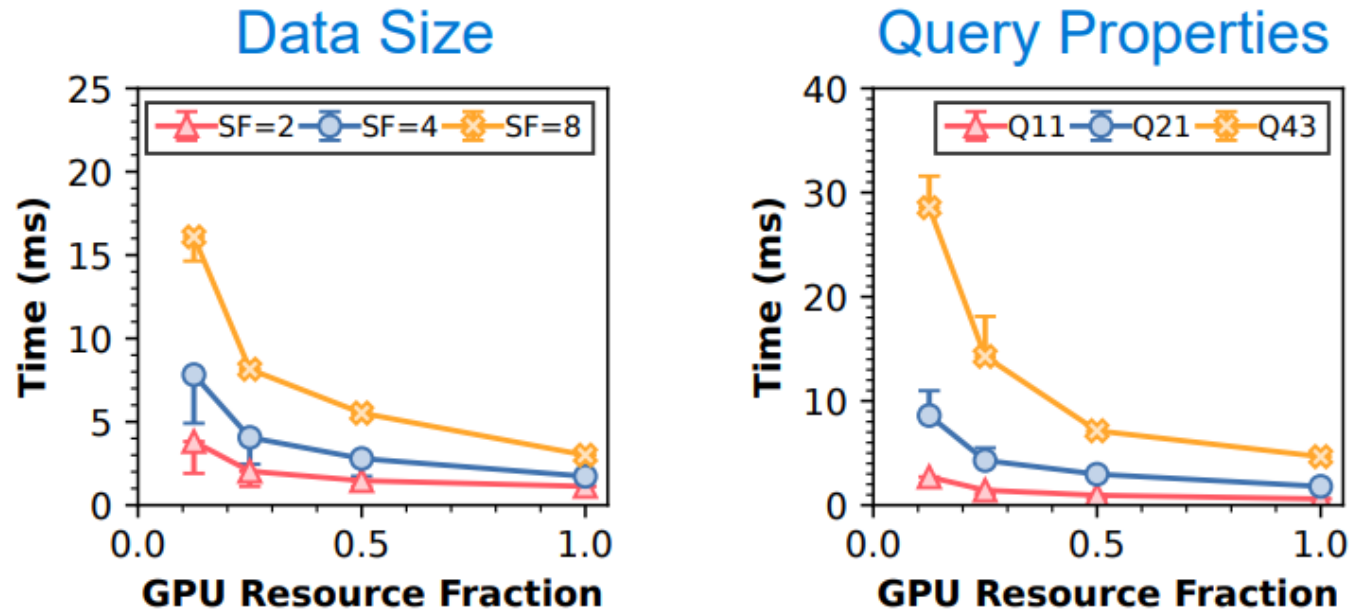 Data Size
25
20
15
10
5
0
Time (ms)
SF=2 SF=4 SF=8
0.0 0.5 1.0
GPU Resource Fraction
Query Properties
40
30
20
10
0
Time (ms)
Q11 Q21 Q43
0.0 0.5 1.0
GPU Resource Fraction